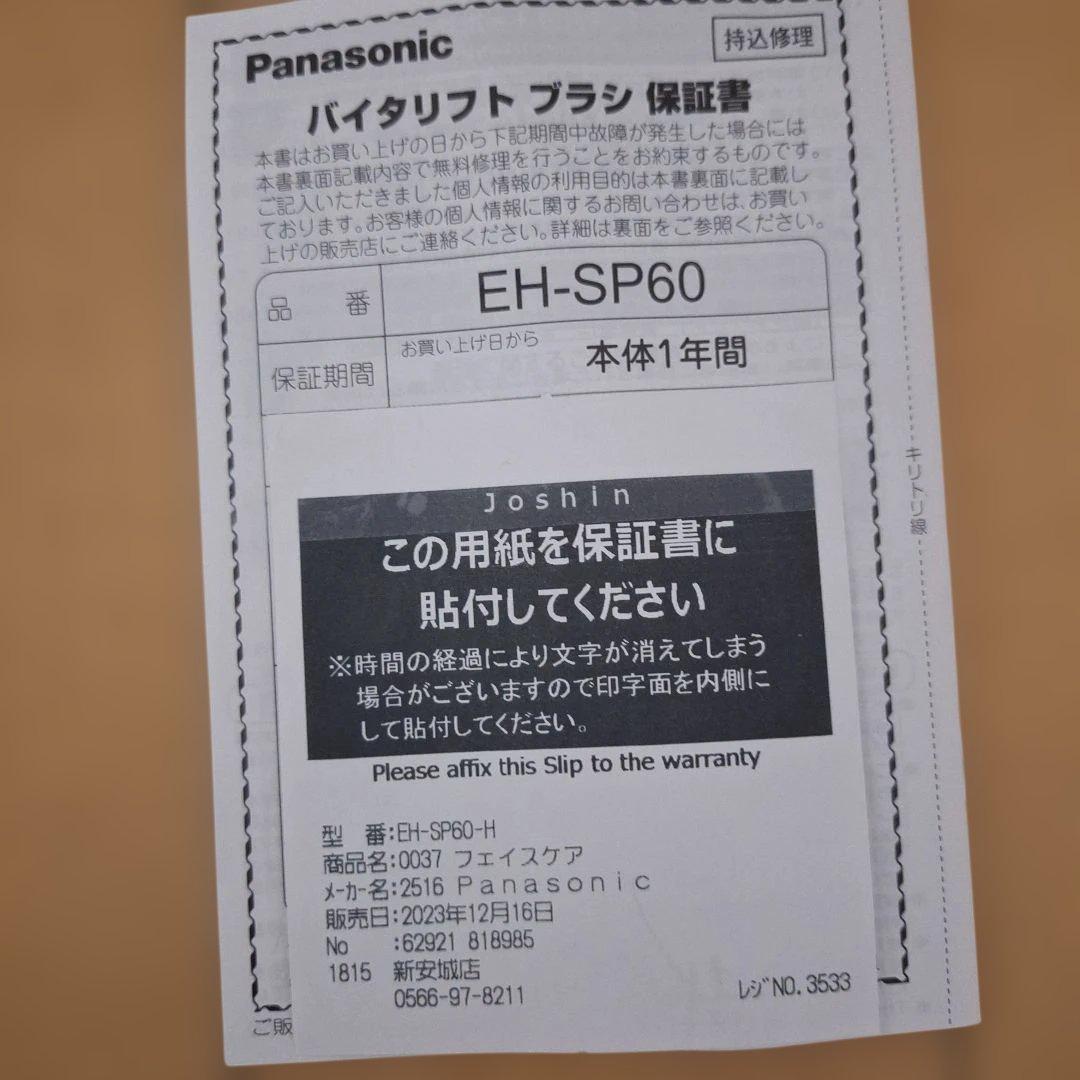 Panasonic
持込修理
バイタリフト ブラシ 保証書
本書はお買い上げの日から下記期間中故障が発生した場合には
本書裏面記載内容で無料修理を行うことをお約束するものです。
ご記入いただきました個人情報の利用目的は本書裏面に記載し
ております。お客様の個人情報に関するお問い合わせは、お買い
上げの販売店にご連絡ください。詳細は裏面をご参照ください。
品 番 EH-SP60
保証期間 お買い上げ日から 本体1年間
キリトリ線
Joshin
この用紙を保証書に
貼付してください
※時間の経過により文字が消えてしまう
場合がございますので印字面を内側に
して貼付してください。
Please affix this Slip to the warranty
型 番:EH-SP60-H
商品名:0037 フェイスケア
メーカー名:2516 Panasonic
販売日:2023年12月16日
No :62921 818985
1815 新安城店
0566-97-8211
レジNO. 3533
ご販